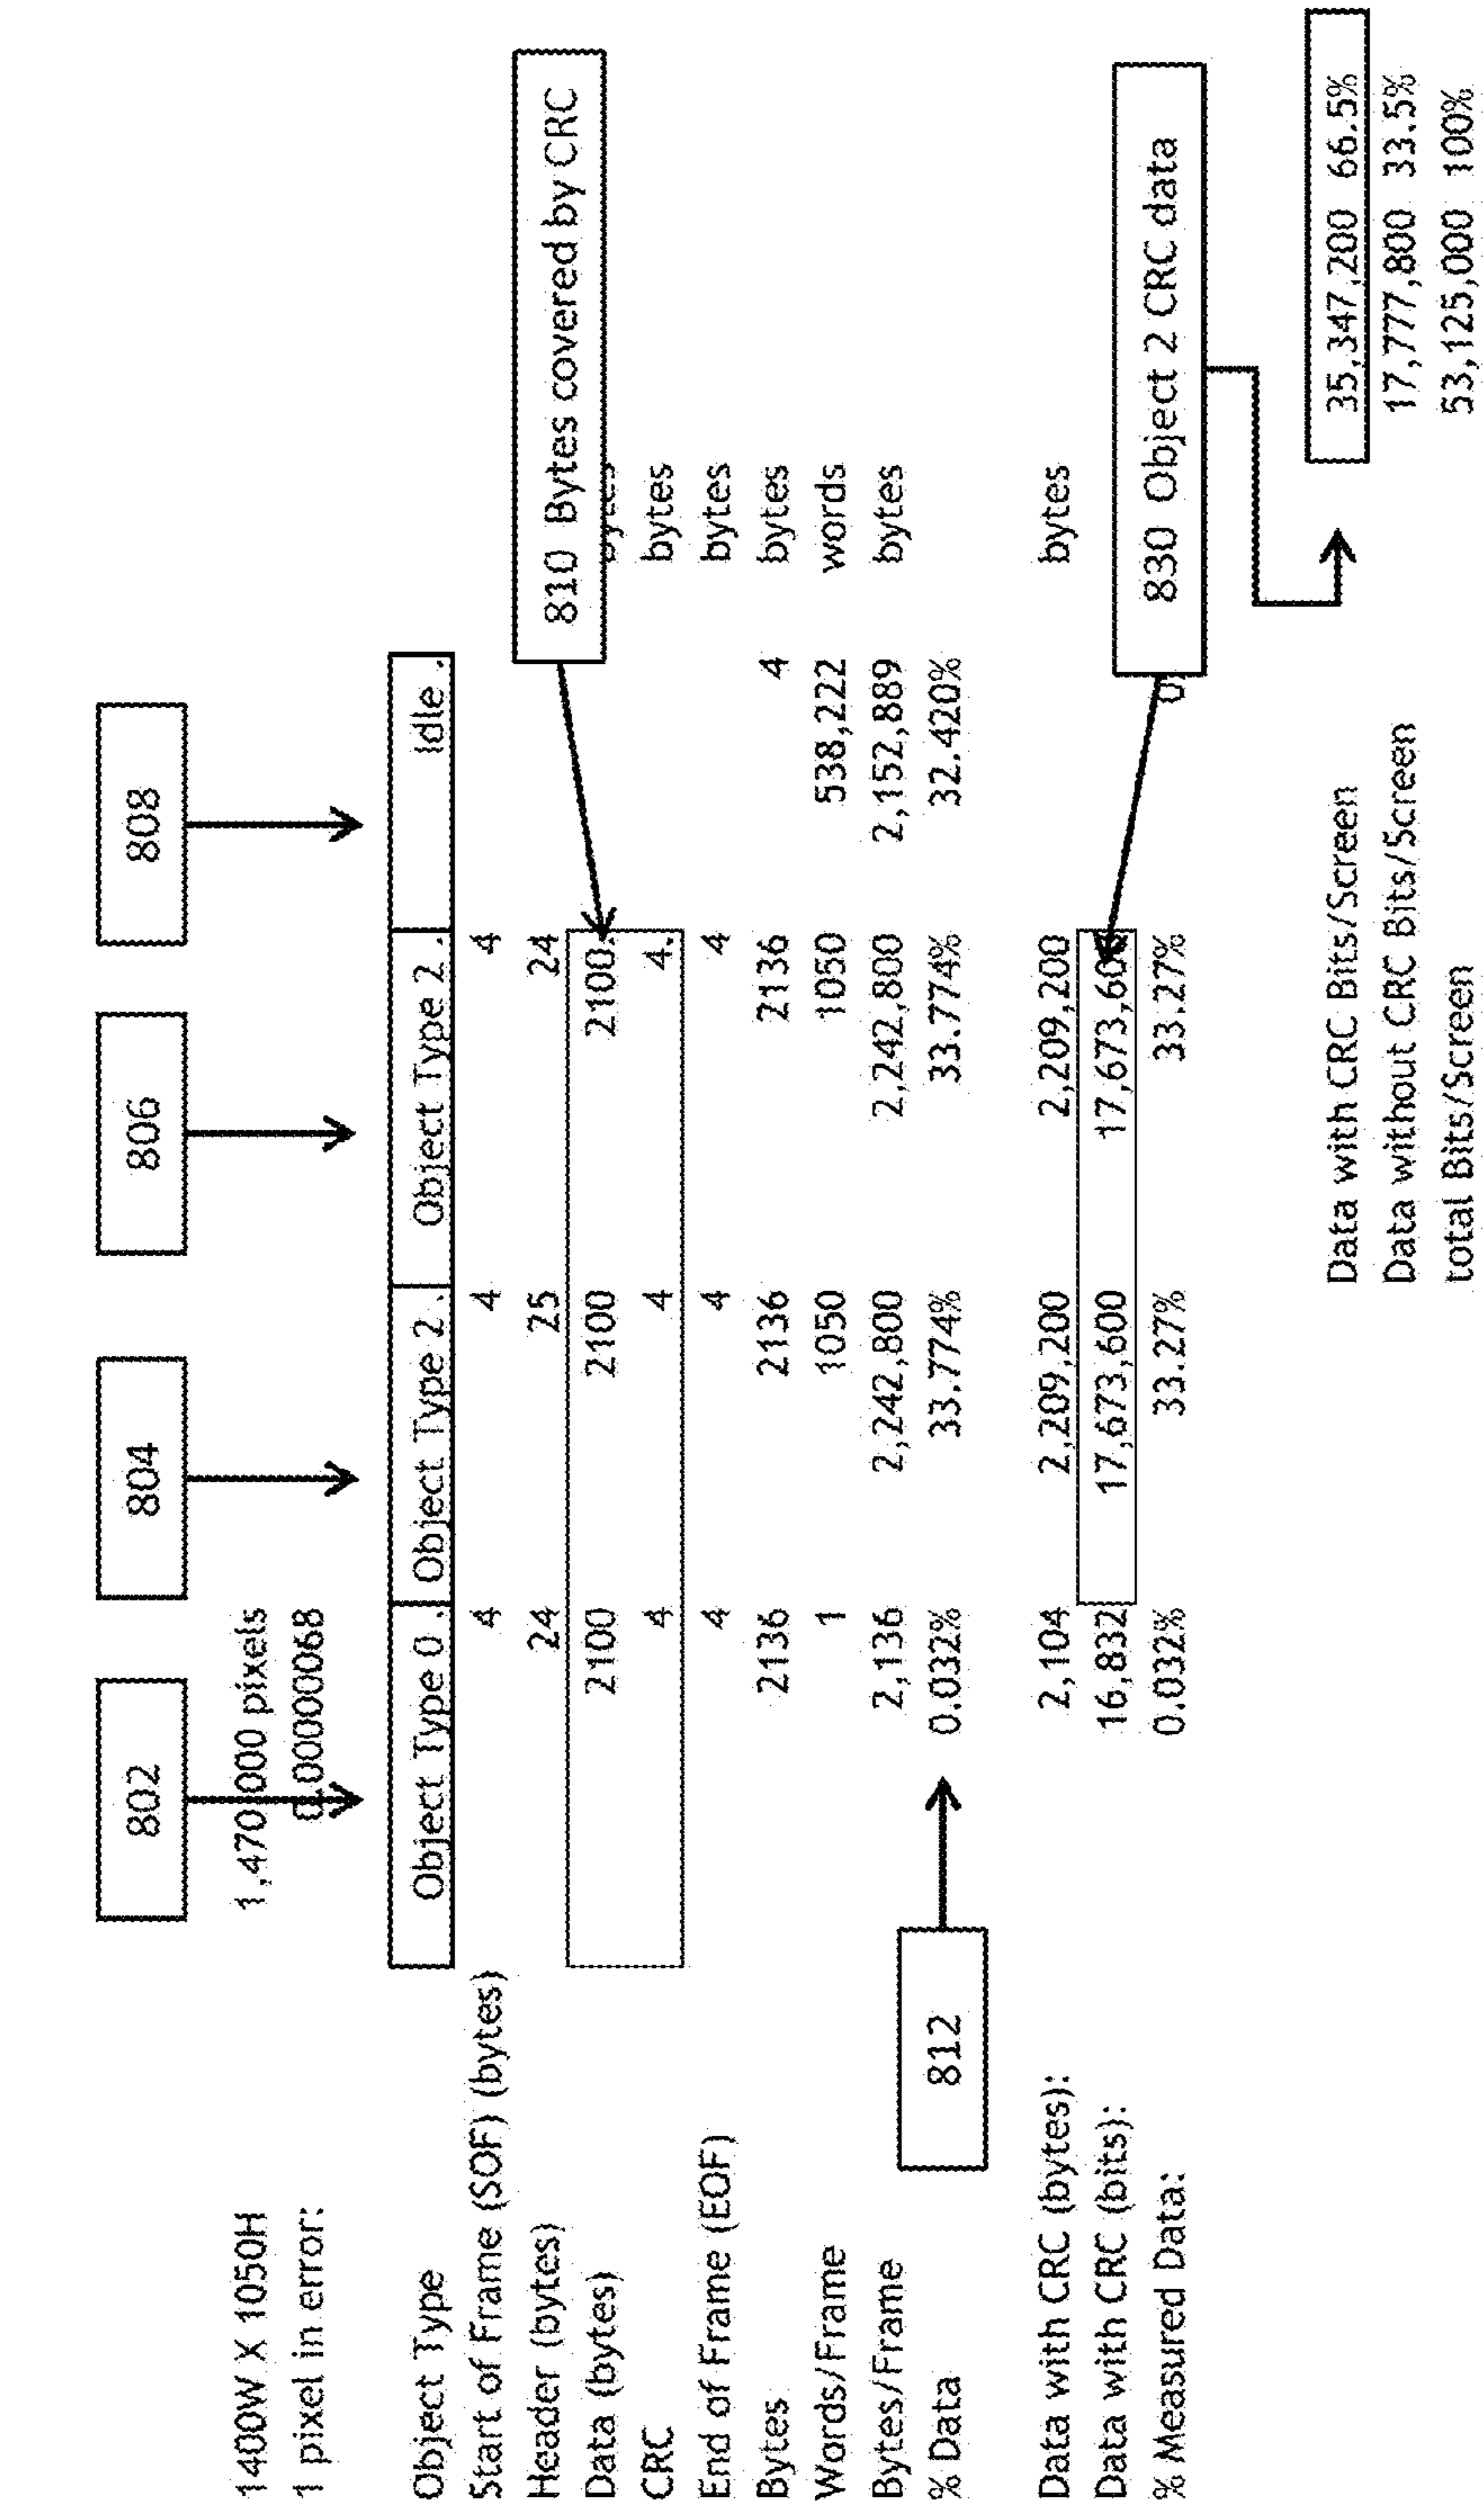 802 804 806 808
1400W X 1050H 1,470,000 pixels
1 pixel in error: 0.00000068
Object Type Object Type 0. Object Type 2. Object Type 2. Idle.
Start of Frame (SOF) (bytes) 4 4 4
Header (bytes) 24 25 24
810 Bytes covered by CRC
Data (bytes) 2100 2100 2100. bytes
CRC 4 4 4. bytes
End of Frame (EOF) 4 4 4 bytes
Bytes 2136 2136 2136 4 bytes
Words/Frame 1 1050 1050 538,222 words
Bytes/Frame 2,136 2,242,800 2,242,800 2,152,889 bytes
% Data 812 0.032% 33.774% 33.774% 32.420%
Data with CRC (bytes): 2,104 2,209,200 2,209,200 bytes
Data with CRC (bits): 16,832 17,673,600 17,673,600
830 Object 2 CRC data
% Measured Data: 0.032% 33.27% 33.27%
Data with CRC Bits/Screen 35,347,200 66.5%
Data without CRC Bits/Screen 17,777,800 33.5%
total Bits/Screen 53,125,000 100%